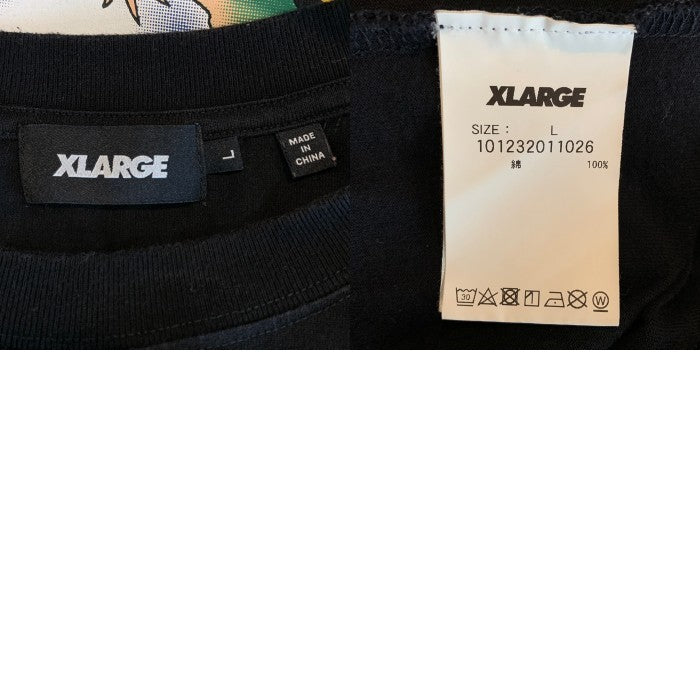 XLARGE
L
MADE
IN
CHINA
XLARGE
SIZE : L
101232011026
綿 100%
30
W